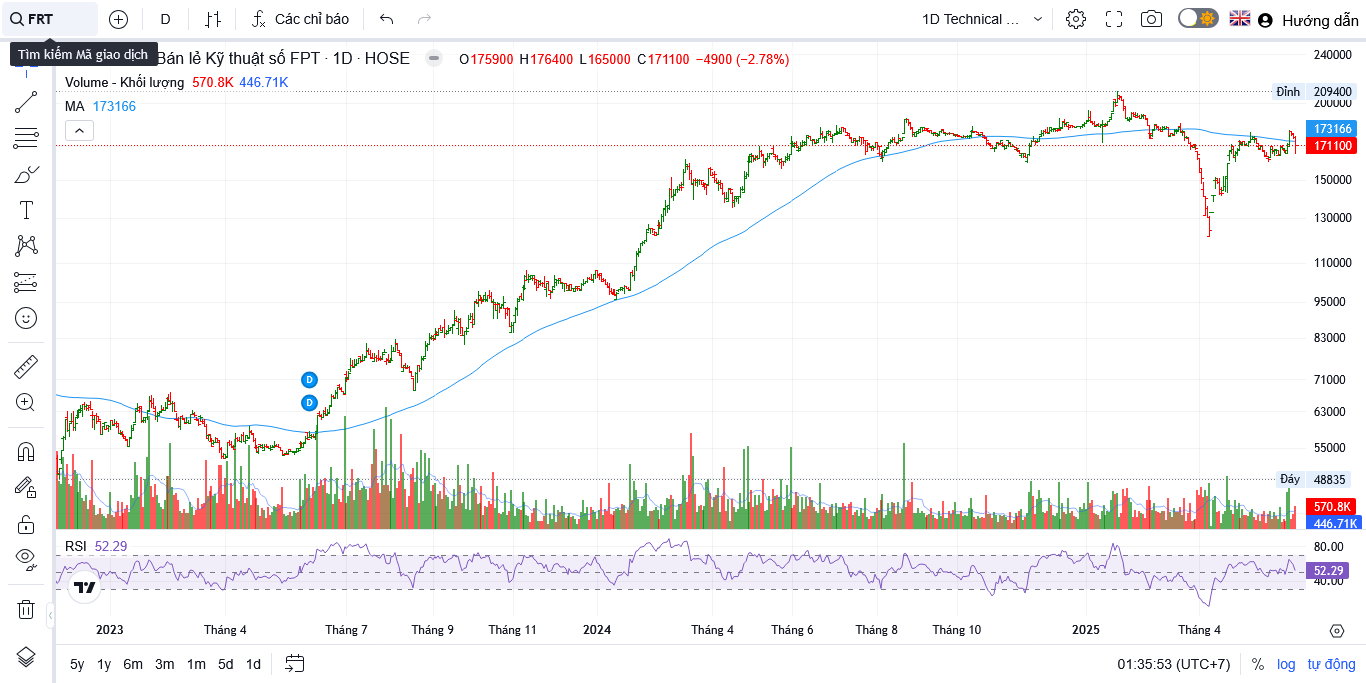 FRT D Các chỉ báo 1D Technical ... Hướng dẫn
Tìm kiếm Mã giao dịch
Bán lẻ Kỹ thuật số FPT · 1D · HOSE O175900 H176400 L165000 C171100 −4900 (−2.78%)
Volume - Khối lượng 570.8K 446.71K
MA 173166
240000
Đỉnh 209400
200000
173166
171100
150000
130000
110000
95000
83000
71000
D
D
63000
55000
Đáy 48835
570.8K
446.71K
RSI 52.29
80.00
52.29
40.00
2023 Tháng 4 Tháng 7 Tháng 9 Tháng 11 2024 Tháng 4 Tháng 6 Tháng 8 Tháng 10 2025 Tháng 4
5y 1y 6m 3m 1m 5d 1d 01:35:53 (UTC+7) % log tự động